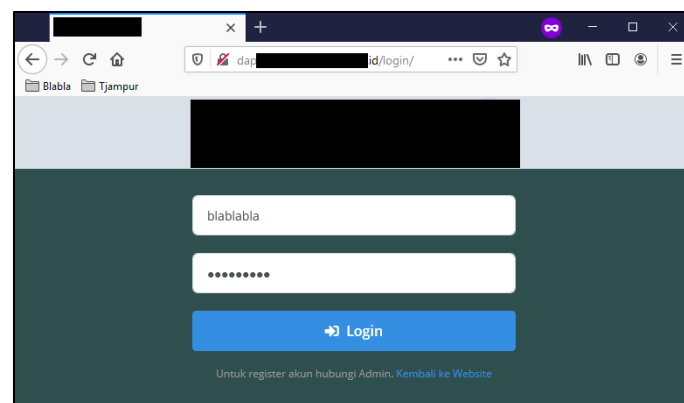 dap
id/login/
Blabla Tjampur
blablabla
Login
Untuk register akun hubungi Admin. Kembali ke Website